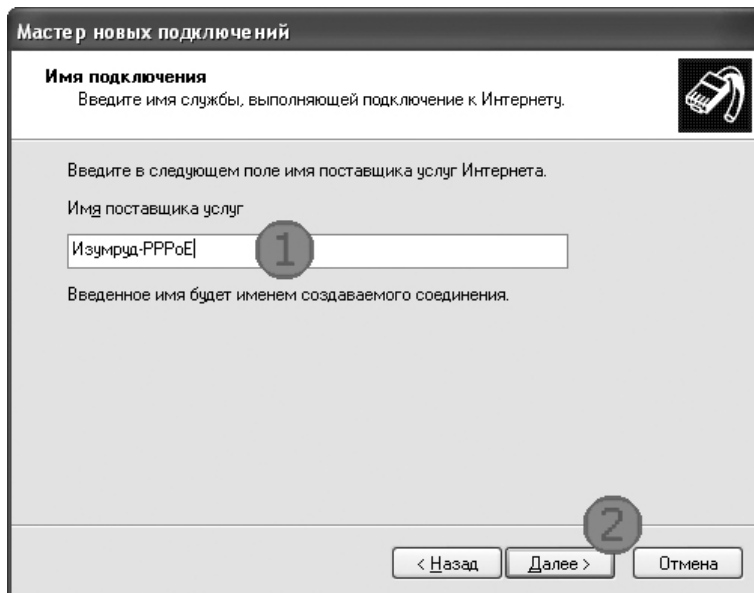 Мастер новых подключений
Имя подключения
Введите имя службы, выполняющей подключение к Интернету.
Введите в следующем поле имя поставщика услуг Интернета.
Имя поставщика услуг
Изумруд-PPPoE
1
Введенное имя будет именем создаваемого соединения.
2
< Назад
Далее >
Отмена